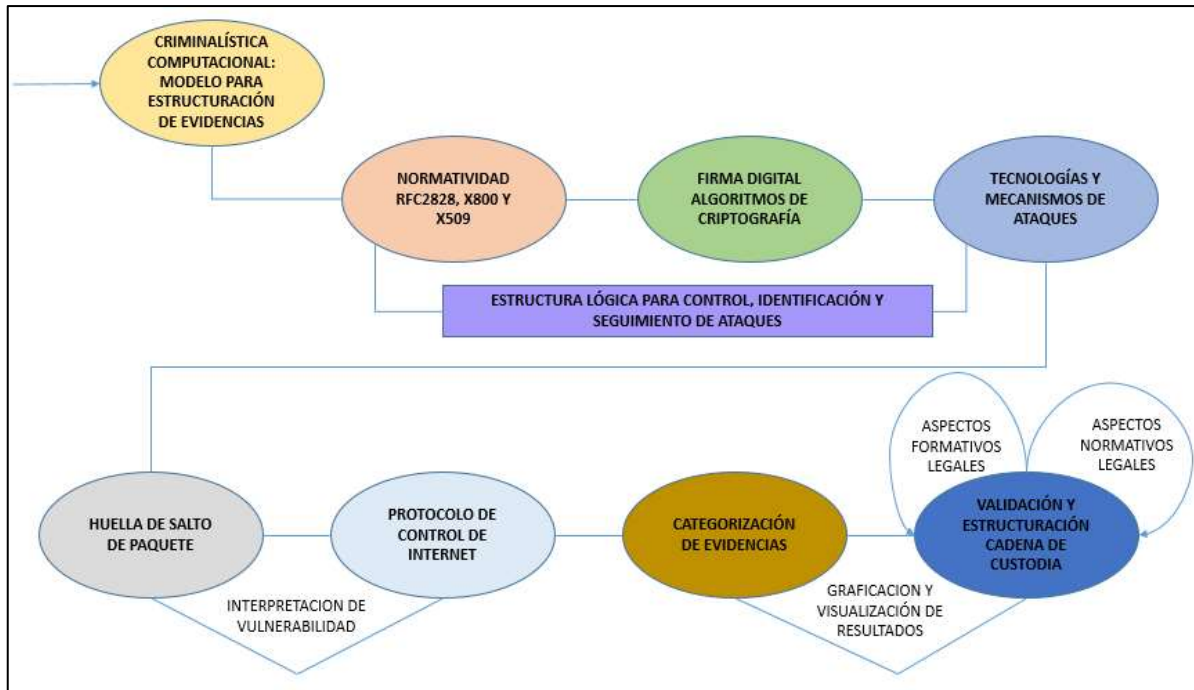 CRIMINALÍSTICA
COMPUTACIONAL:
MODELO PARA
ESTRUCTURACIÓN
DE EVIDENCIAS
NORMATIVIDAD
RFC2828, X800 Y
X509
FIRMA DIGITAL
ALGORITMOS DE
CRIPTOGRAFÍA
TECNOLOGÍAS Y
MECANISMOS DE
ATAQUES
ESTRUCTURA LÓGICA PARA CONTROL, IDENTIFICACIÓN Y
SEGUIMIENTO DE ATAQUES
HUELLA DE SALTO
DE PAQUETE
PROTOCOLO DE
CONTROL DE
INTERNET
INTERPRETACION DE
VULNERABILIDAD
CATEGORIZACIÓN
DE EVIDENCIAS
ASPECTOS
FORMATIVOS
LEGALES
ASPECTOS
NORMATIVOS
LEGALES
VALIDACIÓN Y
ESTRUCTURACIÓN
CADENA DE
CUSTODIA
GRAFICACION Y
VISUALIZACIÓN DE
RESULTADOS